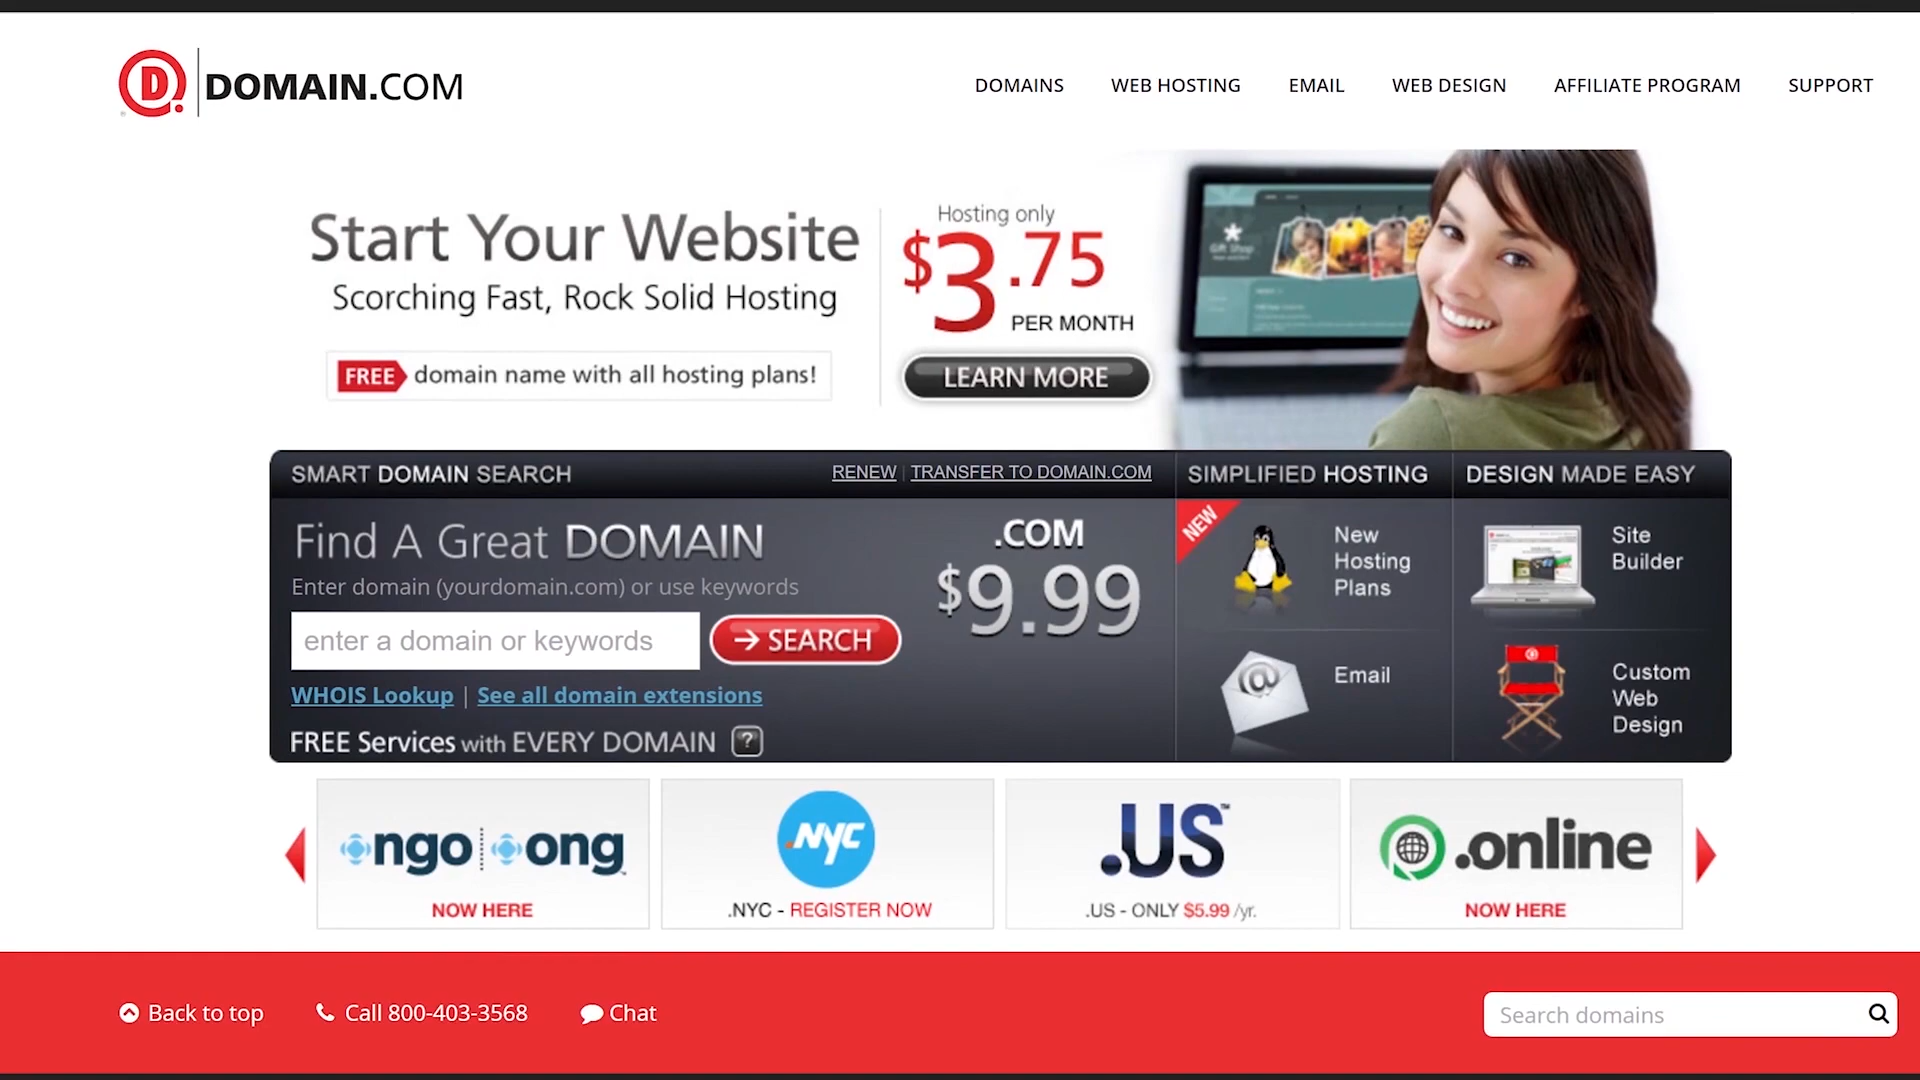 DOMAIN.COM
DOMAINS WEB HOSTING EMAIL WEB DESIGN AFFILIATE PROGRAM SUPPORT
Start Your Website
Scorching Fast, Rock Solid Hosting
FREE domain name with all hosting plans!
Hosting only
$3.75
PER MONTH
LEARN MORE
Gift Shop
SMART DOMAIN SEARCH
RENEW | TRANSFER TO DOMAIN.COM
Find A Great DOMAIN
Enter domain (yourdomain.com) or use keywords
enter a domain or keywords
→ SEARCH
WHOIS Lookup | See all domain extensions
FREE Services with EVERY DOMAIN ?
.COM
$9.99
SIMPLIFIED HOSTING
NEW
New
Hosting
Plans
Email
DESIGN MADE EASY
Site
Builder
Custom
Web
Design
.ngo .ong™
NOW HERE
.NYC
.NYC - REGISTER NOW
.US™
.US - ONLY $5.99 /yr.
.online
NOW HERE
Back to top
Call 800-403-3568
Chat
Search domains